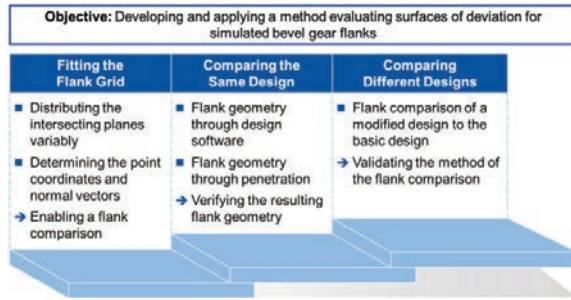 Objective: Developing and applying a method evaluating surfaces of deviation for
simulated bevel gear flanks
Fitting the
Flank Grid
Distributing the
intersecting planes
variably
Determining the point
coordinates and
normal vectors
→ Enabling a flank
comparison
Comparing the
Same Design
Flank geometry
through design
software
Flank geometry
through penetration
→ Verifying the resulting
flank geometry
Comparing
Different Designs
Flank comparison of a
modified design to the
basic design
→ Validating the method of
the flank comparison